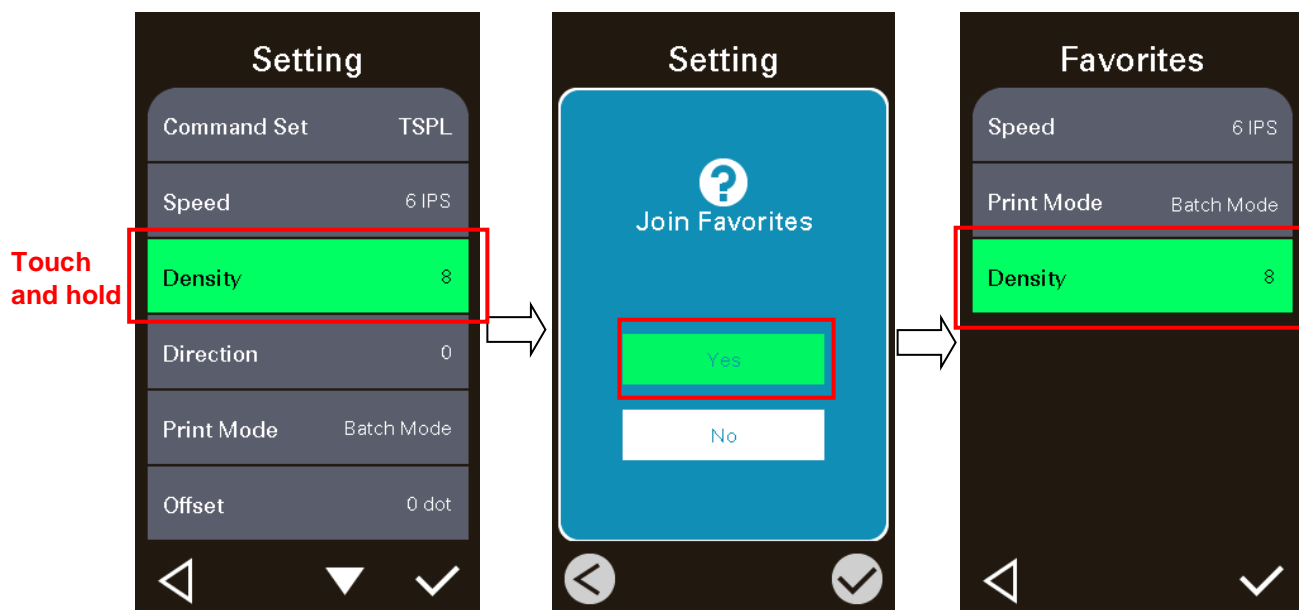 Touch
and hold
Setting
Command Set TSPL
Speed 6 IPS
Density 8
Direction 0
Print Mode Batch Mode
Offset 0 dot
Setting
?
Join Favorites
Yes
No
Favorites
Speed 6 IPS
Print Mode Batch Mode
Density 8